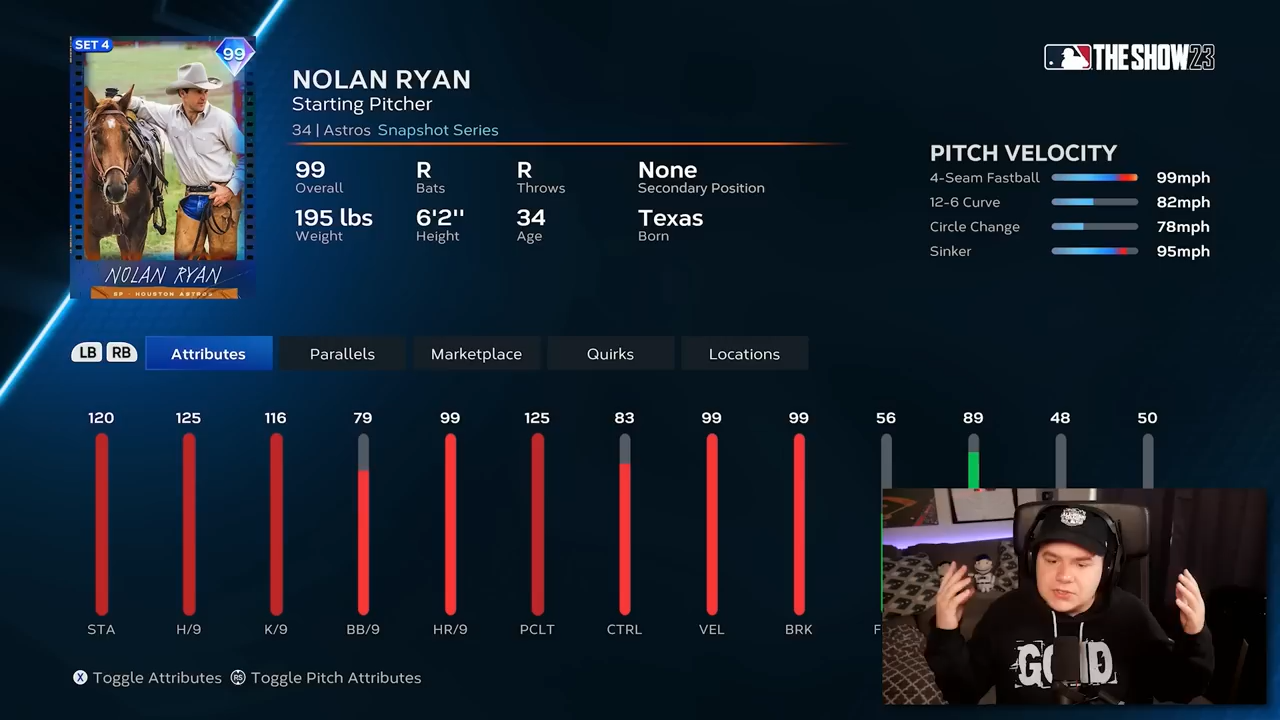 SET 4
99
NOLAN RYAN
SP - HOUSTON ASTROS
NOLAN RYAN
Starting Pitcher
34 | Astros Snapshot Series
99
Overall
R
Bats
R
Throws
None
Secondary Position
195 lbs
Weight
6'2''
Height
34
Age
Texas
Born
MLB THE SHOW 23
PITCH VELOCITY
4-Seam Fastball 99mph
12-6 Curve 82mph
Circle Change 78mph
Sinker 95mph
LB RB Attributes Parallels Marketplace Quirks Locations
120 125 116 79 99 125 83 99 99 56 89 48 50
STA H/9 K/9 BB/9 HR/9 PCLT CTRL VEL BRK F
X Toggle Attributes RS Toggle Pitch Attributes